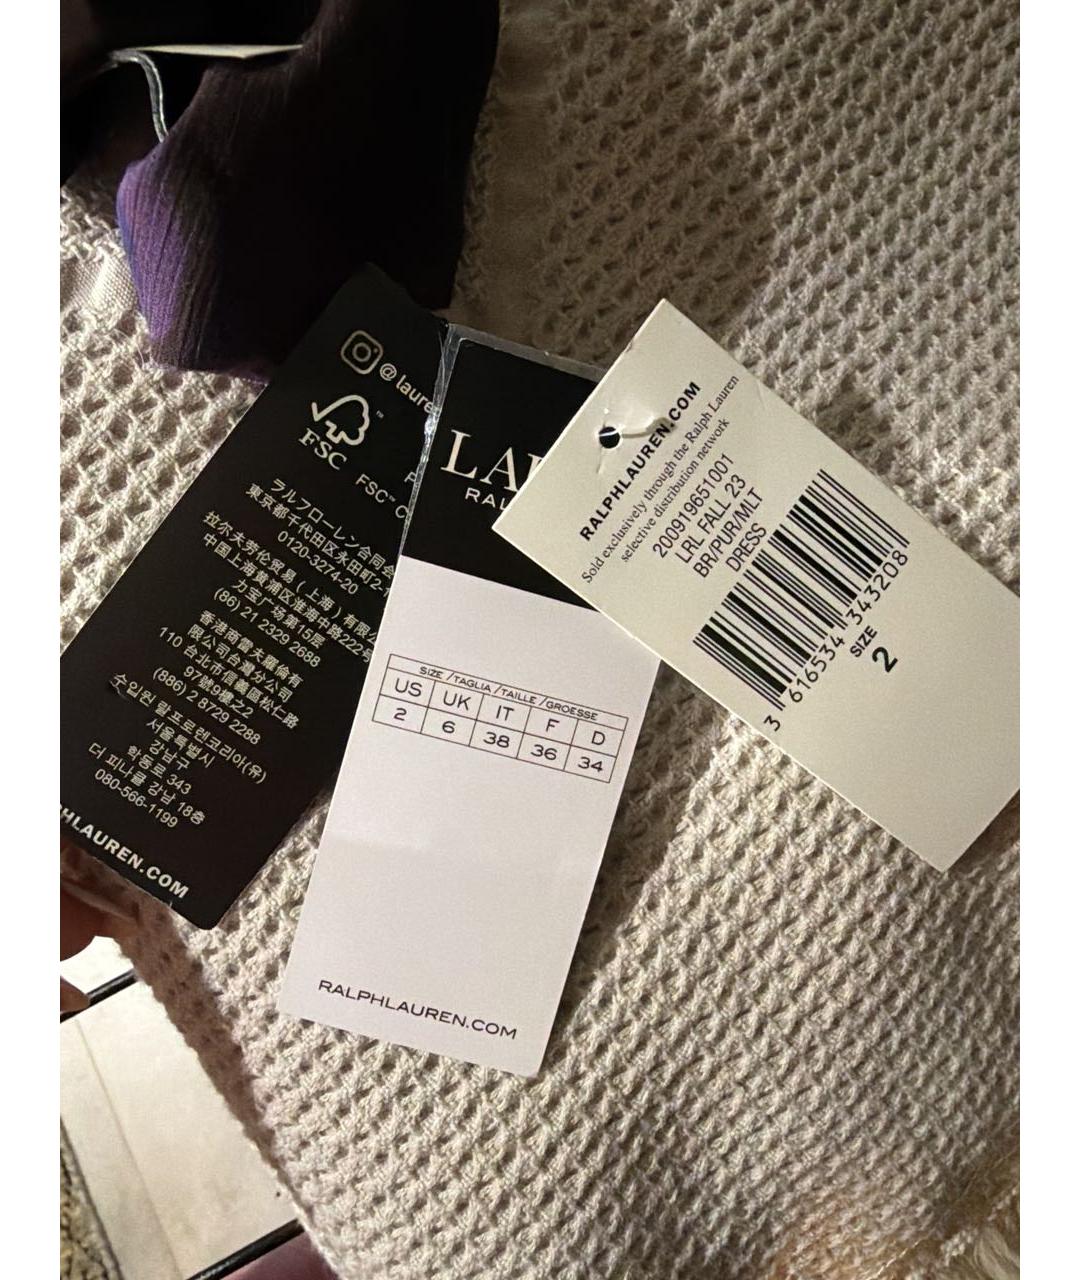 @ laure
FSC
FSC™ C
ラルフローレン合同会
東京都千代田区永田町2-
0120-3274-20
拉尔夫劳伦贸易（上海）有限公
中国上海黄浦区淮海中路222号
力宝广场第15层
(86) 21 2329 2688
香港商雷夫羅倫有
限公司台灣分公司
110 台北市信義區松仁路
97號9樓之2
(886) 2 8729 2288
수입원 랄프로렌코리아(유)
서울특별시
강남구
학동로 343
더 피나클 강남 18층
080-566-1199
HLAUREN.COM
LAU
RAL
SIZE / TAGLIA / TAILLE / GROESSE
US UK IT F D
2 6 38 36 34
RALPHLAUREN.COM
RALPHLAUREN.COM
Sold exclusively through the Ralph Lauren
selective distribution network
200919651001
LRL FALL 23
BR/PUR/MLT
DRESS
3 616534 343208
SIZE
2